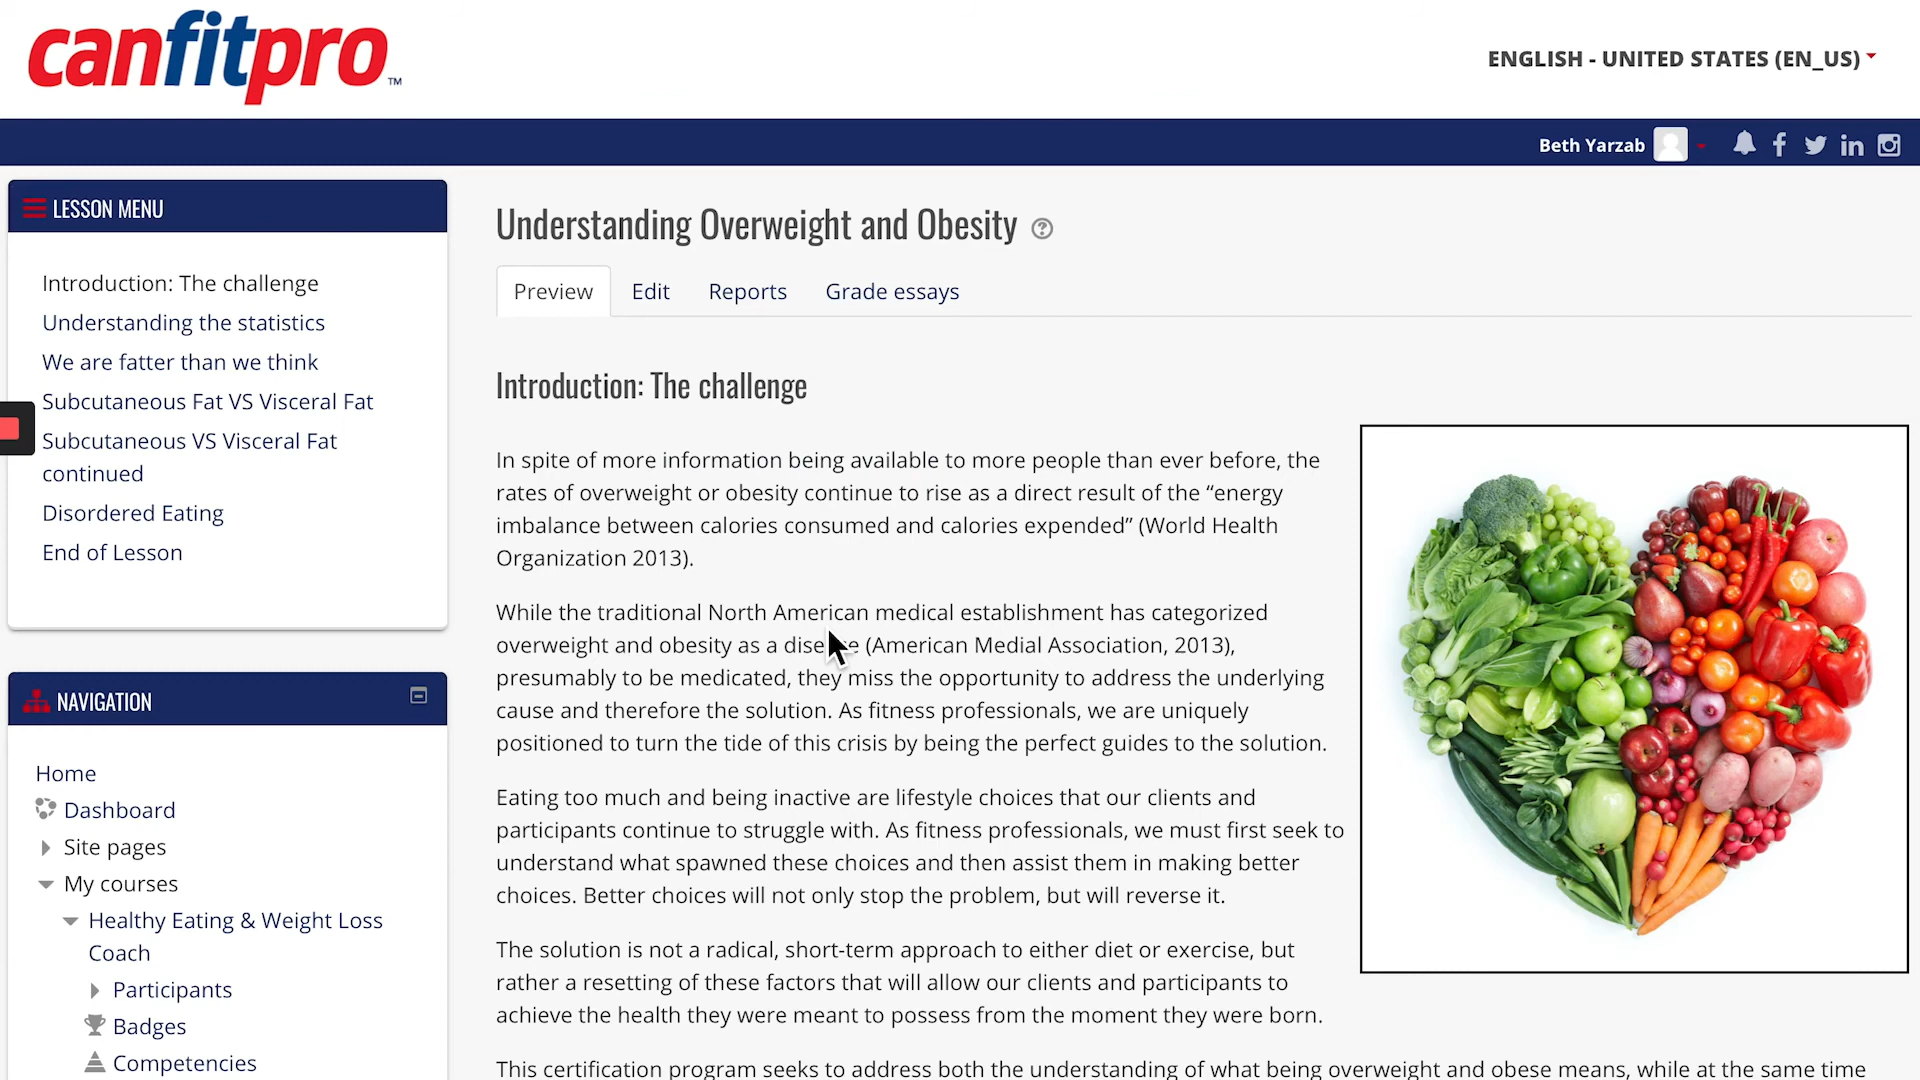 canfitpro™
ENGLISH - UNITED STATES (EN_US)
Beth Yarzab
LESSON MENU
Introduction: The challenge
Understanding the statistics
We are fatter than we think
Subcutaneous Fat VS Visceral Fat
Subcutaneous VS Visceral Fat
continued
Disordered Eating
End of Lesson
NAVIGATION
Home
Dashboard
Site pages
My courses
Healthy Eating & Weight Loss
Coach
Participants
Badges
Competencies
Understanding Overweight and Obesity
Preview
Edit
Reports
Grade essays
Introduction: The challenge
In spite of more information being available to more people than ever before, the
rates of overweight or obesity continue to rise as a direct result of the “energy
imbalance between calories consumed and calories expended” (World Health
Organization 2013).
While the traditional North American medical establishment has categorized
overweight and obesity as a disease (American Medial Association, 2013),
presumably to be medicated, they miss the opportunity to address the underlying
cause and therefore the solution. As fitness professionals, we are uniquely
positioned to turn the tide of this crisis by being the perfect guides to the solution.
Eating too much and being inactive are lifestyle choices that our clients and
participants continue to struggle with. As fitness professionals, we must first seek to
understand what spawned these choices and then assist them in making better
choices. Better choices will not only stop the problem, but will reverse it.
The solution is not a radical, short-term approach to either diet or exercise, but
rather a resetting of these factors that will allow our clients and participants to
achieve the health they were meant to possess from the moment they were born.
This certification program seeks to address both the understanding of what being overweight and obese means, while at the same time